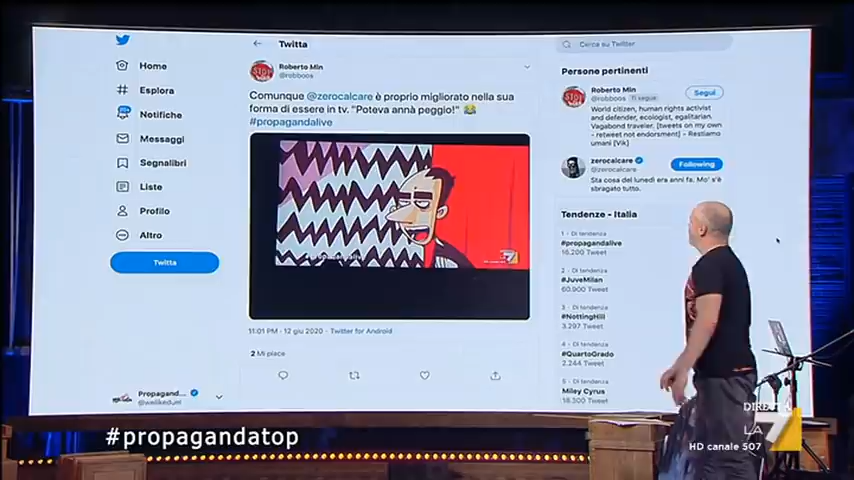 Home
Esplora
Notifiche
Messaggi
Segnalibri
Liste
Profilo
Altro
Twitta
Propagand...
@welikeduel
Twitta
Roberto Min
@robboos
Comunque @zerocalcare è proprio migliorato nella sua
forma di essere in tv. "Poteva annà peggio!" 😂
#propagandalive
#propagandalive
11:01 PM · 12 giu 2020 · Twitter for Android
2 Mi piace
Cerca su Twitter
Persone pertinenti
Roberto Min
@robboos Ti segue
Segui
World citizen, human rights activist
and defender, ecologist, egalitarian.
Vagabond traveler. [tweets on my own
- retweet not endorsment] - Restiamo
umani [Vik]
zerocalcare
@zerocalcare
Following
Sta cosa del lunedì era anni fa. Mo' s'è
sbragato tutto.
Tendenze - Italia
1 · Di tendenza
#propagandalive
16.200 Tweet
2 · Di tendenza
#JuveMilan
60.900 Tweet
3 · Di tendenza
#NottingHill
3.297 Tweet
4 · Di tendenza
#QuartoGrado
2.244 Tweet
5 · Di tendenza
Miley Cyrus
18.300 Tweet
#propagandatop
DIRETTA
LA7
HD canale 507